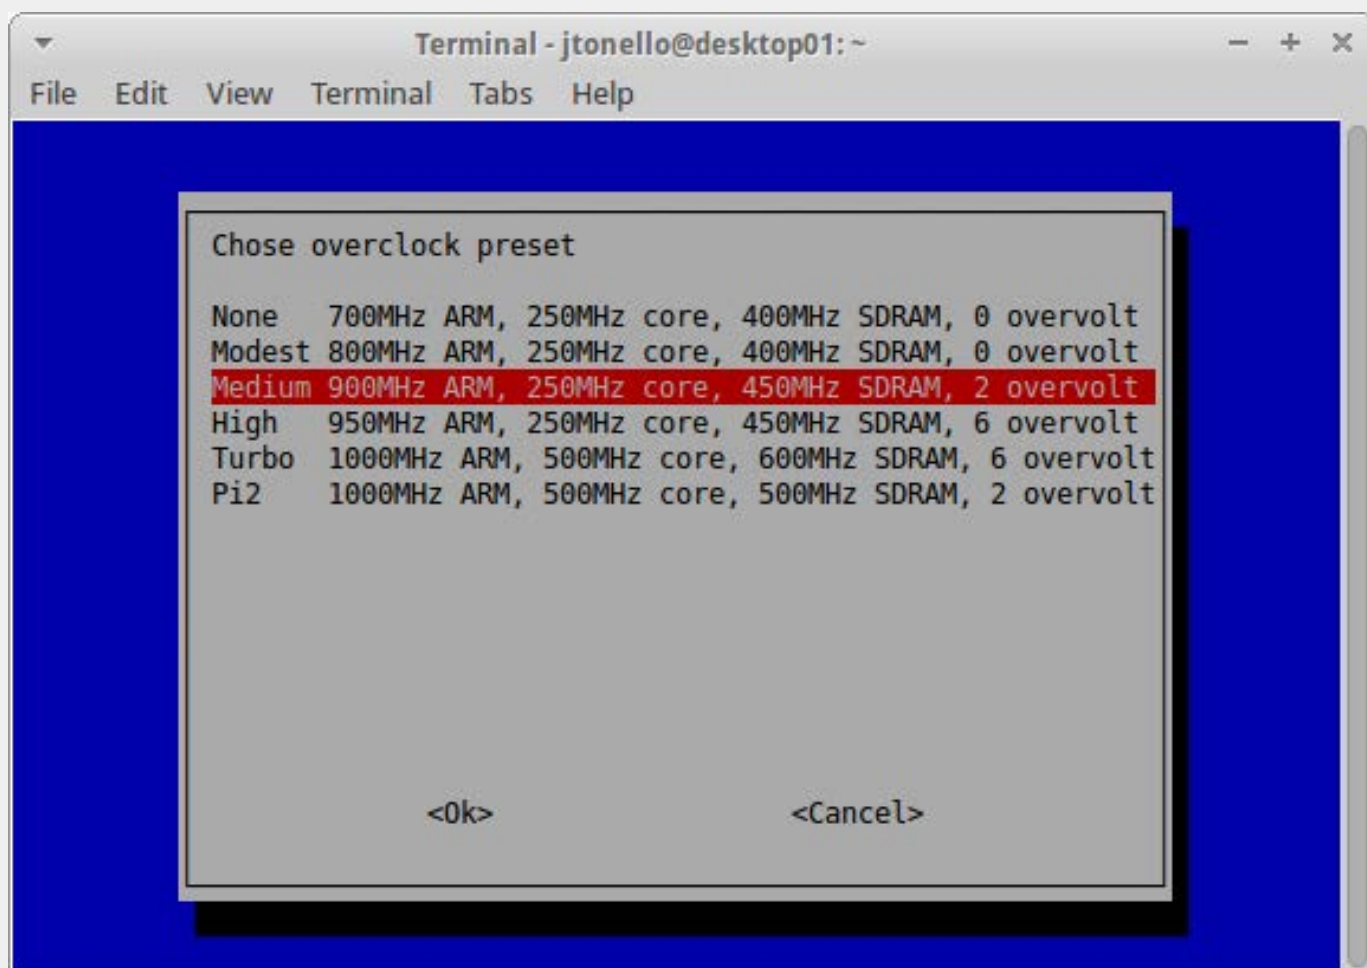 Terminal - jtonello@desktop01: ~
File Edit View Terminal Tabs Help
Chose overclock preset
None 700MHz ARM, 250MHz core, 400MHz SDRAM, 0 overvolt
Modest 800MHz ARM, 250MHz core, 400MHz SDRAM, 0 overvolt
Medium 900MHz ARM, 250MHz core, 450MHz SDRAM, 2 overvolt
High 950MHz ARM, 250MHz core, 450MHz SDRAM, 6 overvolt
Turbo 1000MHz ARM, 500MHz core, 600MHz SDRAM, 6 overvolt
Pi2 1000MHz ARM, 500MHz core, 500MHz SDRAM, 2 overvolt
<Ok> <Cancel>